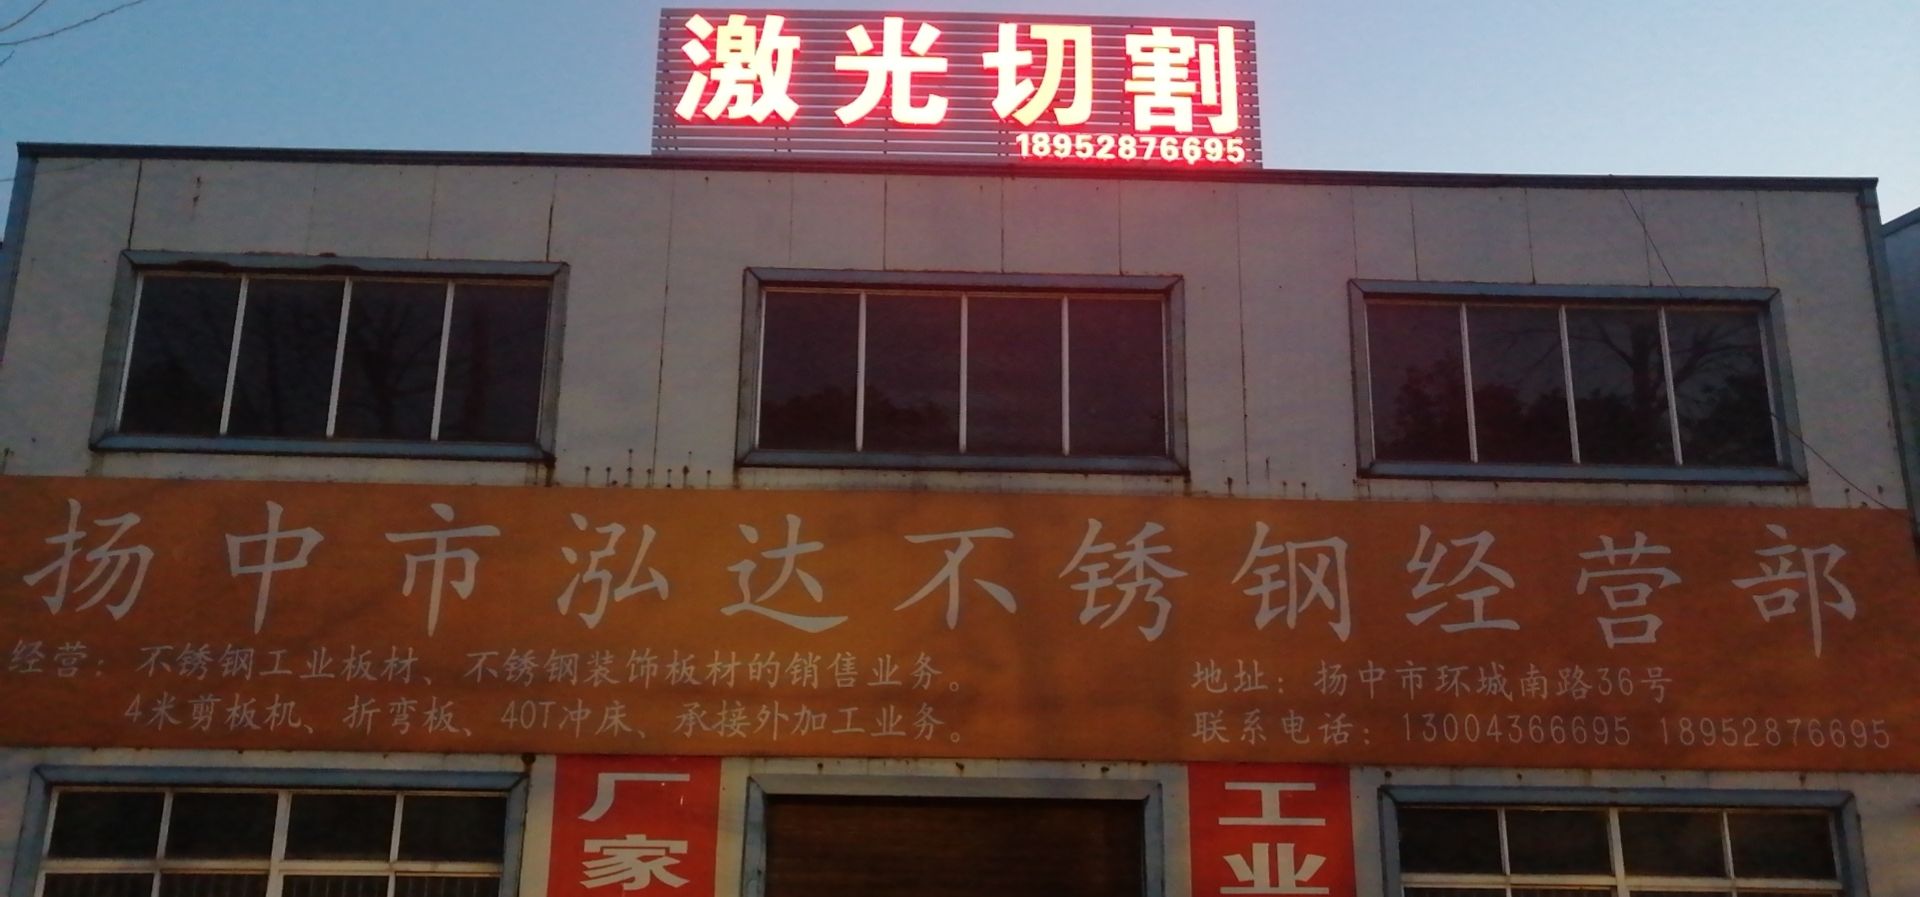 激光切割
18952876695
扬中市泓达不锈钢经营部
经营：不锈钢工业板材、不锈钢装饰板材的销售业务。
4米剪板机、折弯板、40T冲床、承接外加工业务。
地址：扬中市环城南路36号
联系电话：13004366695 18952876695
厂家
工业